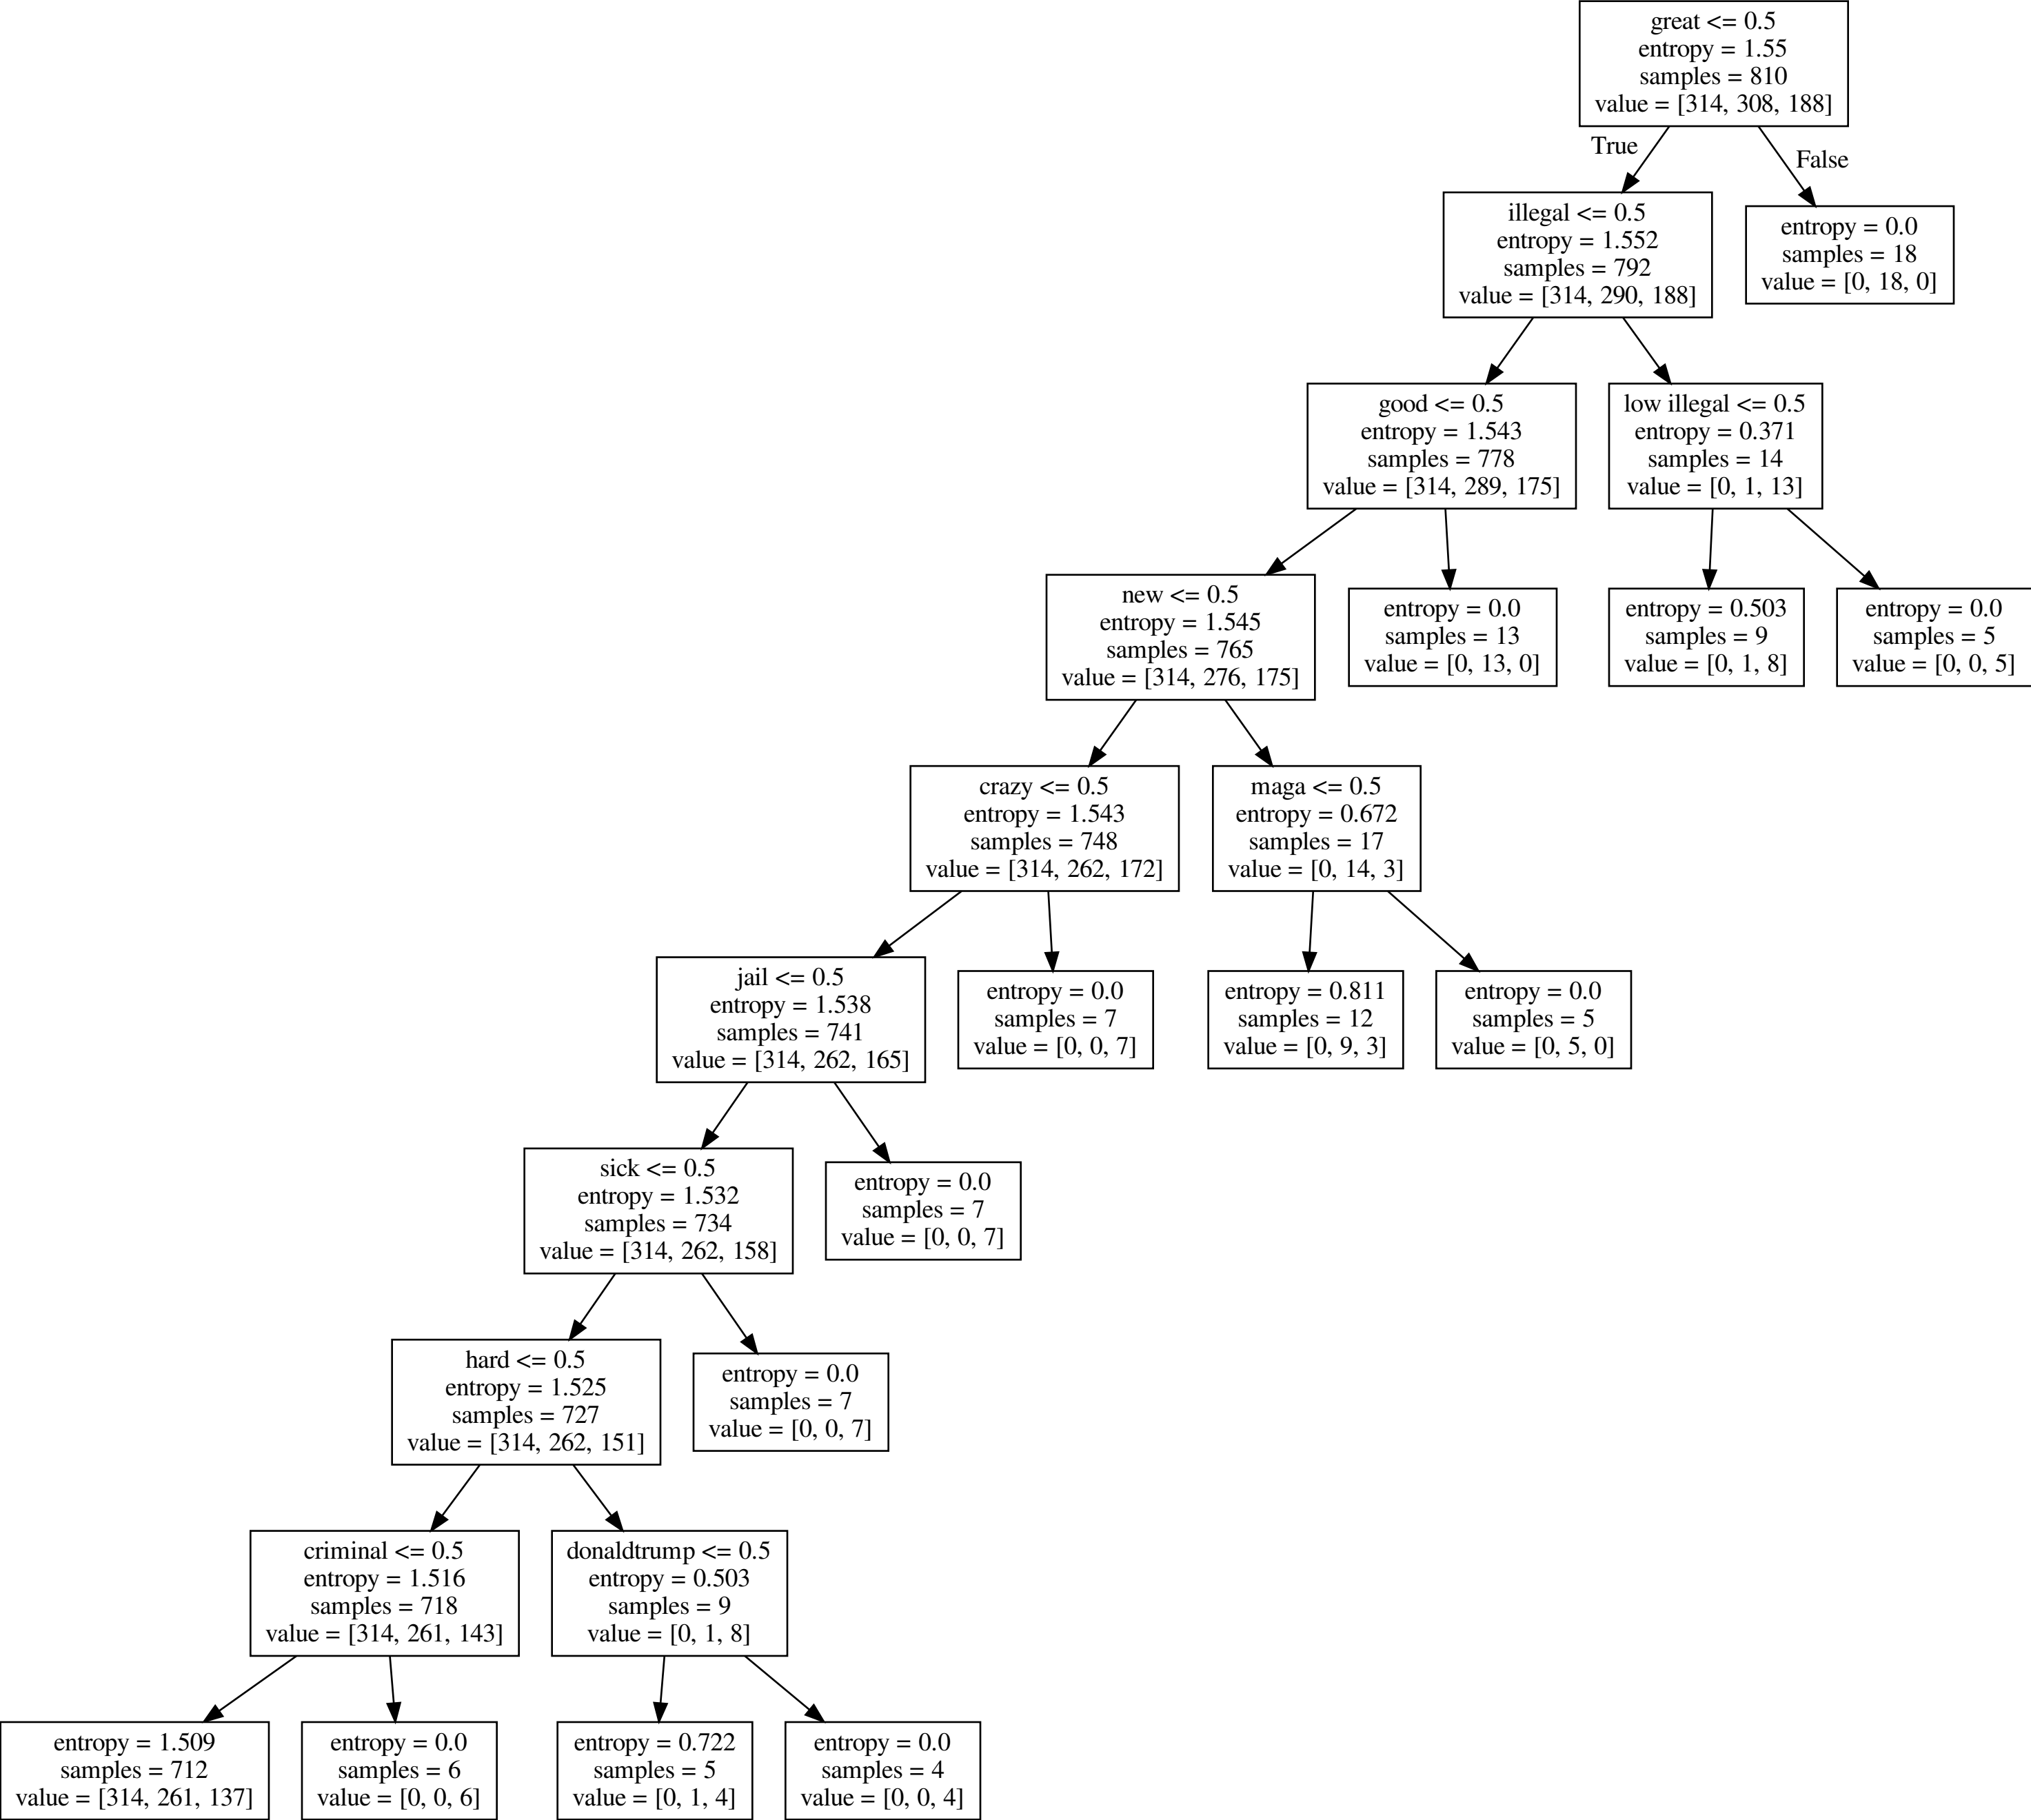 great <= 0.5
entropy = 1.55
samples = 810
value = [314, 308, 188]
True
False
illegal <= 0.5
entropy = 1.552
samples = 792
value = [314, 290, 188]
entropy = 0.0
samples = 18
value = [0, 18, 0]
good <= 0.5
entropy = 1.543
samples = 778
value = [314, 289, 175]
low illegal <= 0.5
entropy = 0.371
samples = 14
value = [0, 1, 13]
new <= 0.5
entropy = 1.545
samples = 765
value = [314, 276, 175]
entropy = 0.0
samples = 13
value = [0, 13, 0]
entropy = 0.503
samples = 9
value = [0, 1, 8]
entropy = 0.0
samples = 5
value = [0, 0, 5]
crazy <= 0.5
entropy = 1.543
samples = 748
value = [314, 262, 172]
maga <= 0.5
entropy = 0.672
samples = 17
value = [0, 14, 3]
jail <= 0.5
entropy = 1.538
samples = 741
value = [314, 262, 165]
entropy = 0.0
samples = 7
value = [0, 0, 7]
entropy = 0.811
samples = 12
value = [0, 9, 3]
entropy = 0.0
samples = 5
value = [0, 5, 0]
sick <= 0.5
entropy = 1.532
samples = 734
value = [314, 262, 158]
entropy = 0.0
samples = 7
value = [0, 0, 7]
hard <= 0.5
entropy = 1.525
samples = 727
value = [314, 262, 151]
entropy = 0.0
samples = 7
value = [0, 0, 7]
criminal <= 0.5
entropy = 1.516
samples = 718
value = [314, 261, 143]
donaldtrump <= 0.5
entropy = 0.503
samples = 9
value = [0, 1, 8]
entropy = 1.509
samples = 712
value = [314, 261, 137]
entropy = 0.0
samples = 6
value = [0, 0, 6]
entropy = 0.722
samples = 5
value = [0, 1, 4]
entropy = 0.0
samples = 4
value = [0, 0, 4]